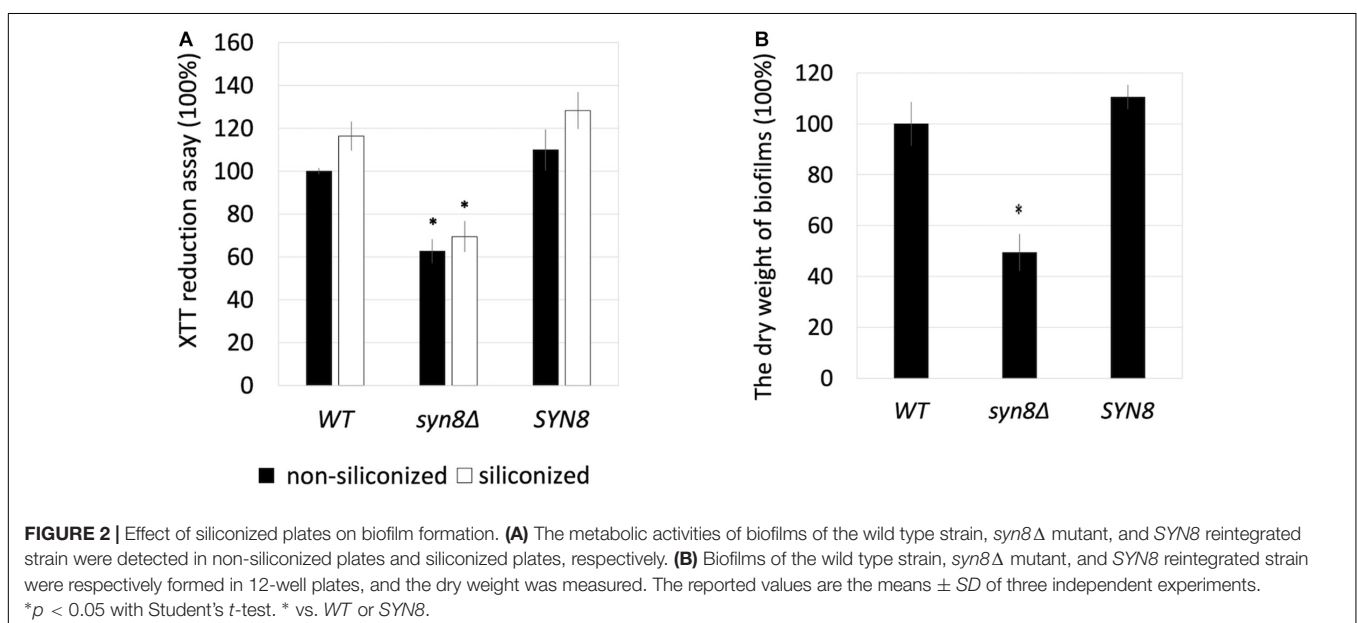 A
XTT reduction assay (100%)
160
140
120
100
80
60
40
20
0
*
*
WT
syn8Δ
SYN8
non-siliconized
siliconized
B
The dry weight of biofilms (100%)
120
100
80
60
40
20
0
*
WT
syn8Δ
SYN8
FIGURE 2 | Effect of siliconized plates on biofilm formation. (A) The metabolic activities of biofilms of the wild type strain, syn8Δ mutant, and SYN8 reintegrated
strain were detected in non-siliconized plates and siliconized plates, respectively. (B) Biofilms of the wild type strain, syn8Δ mutant, and SYN8 reintegrated strain
were respectively formed in 12-well plates, and the dry weight was measured. The reported values are the means ± SD of three independent experiments.
*p < 0.05 with Student's t-test. * vs. WT or SYN8.